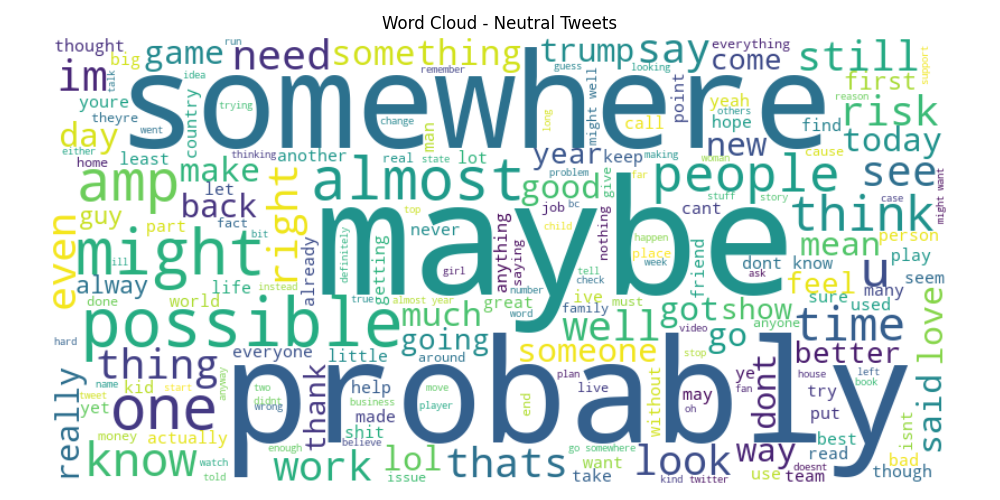 Word Cloud - Neutral Tweets
thought
run
game
need
something
trump
say
everything
come
still
support
big
im
talk
idea
remember
guess
looking
youre
somewhere
point
yeah
first
reason
risk
theyre
country
trying
change
man
long
might well
call
others
hope
find
day
went
new
today
either
home
least
thinking
another
real
state
lot
year
keep
making
woman
cause
amp
make
almost
good
problem
give
far
people
stuff
story
see
case
might want
let
back
right
top
job
bc
nothing
cant
think
guy
part
fact
bit
never
anything
saying
child
happen
mean
person
even
might
ill
already
definitely
getting
maybe
girl
tell
place
friend
dont know
play
alway
life
instead
check
week
ask
feel
u
seem
done
world
true
almost year
number
ive
must
sure
used
many
love
possible
much
great
word
family
got
show
anyone
time
hard
going
well
video
go
thing
everyone
little
around
someone
stop
better
name
kid
start
anyway
two
probably
plan
ye
house
left
really
tweet
didnt
wrong
help
move
live
without
may
fan
dont
try
book
said
yet
one
thank
business
player
end
oh
put
isnt
money
actually
made
shit
believe
way
best
know
watch
enough
work
lol
thats
go somewhere
want
look
read
bad
told
issue
take
kind
twitter
use
team
doesnt
though